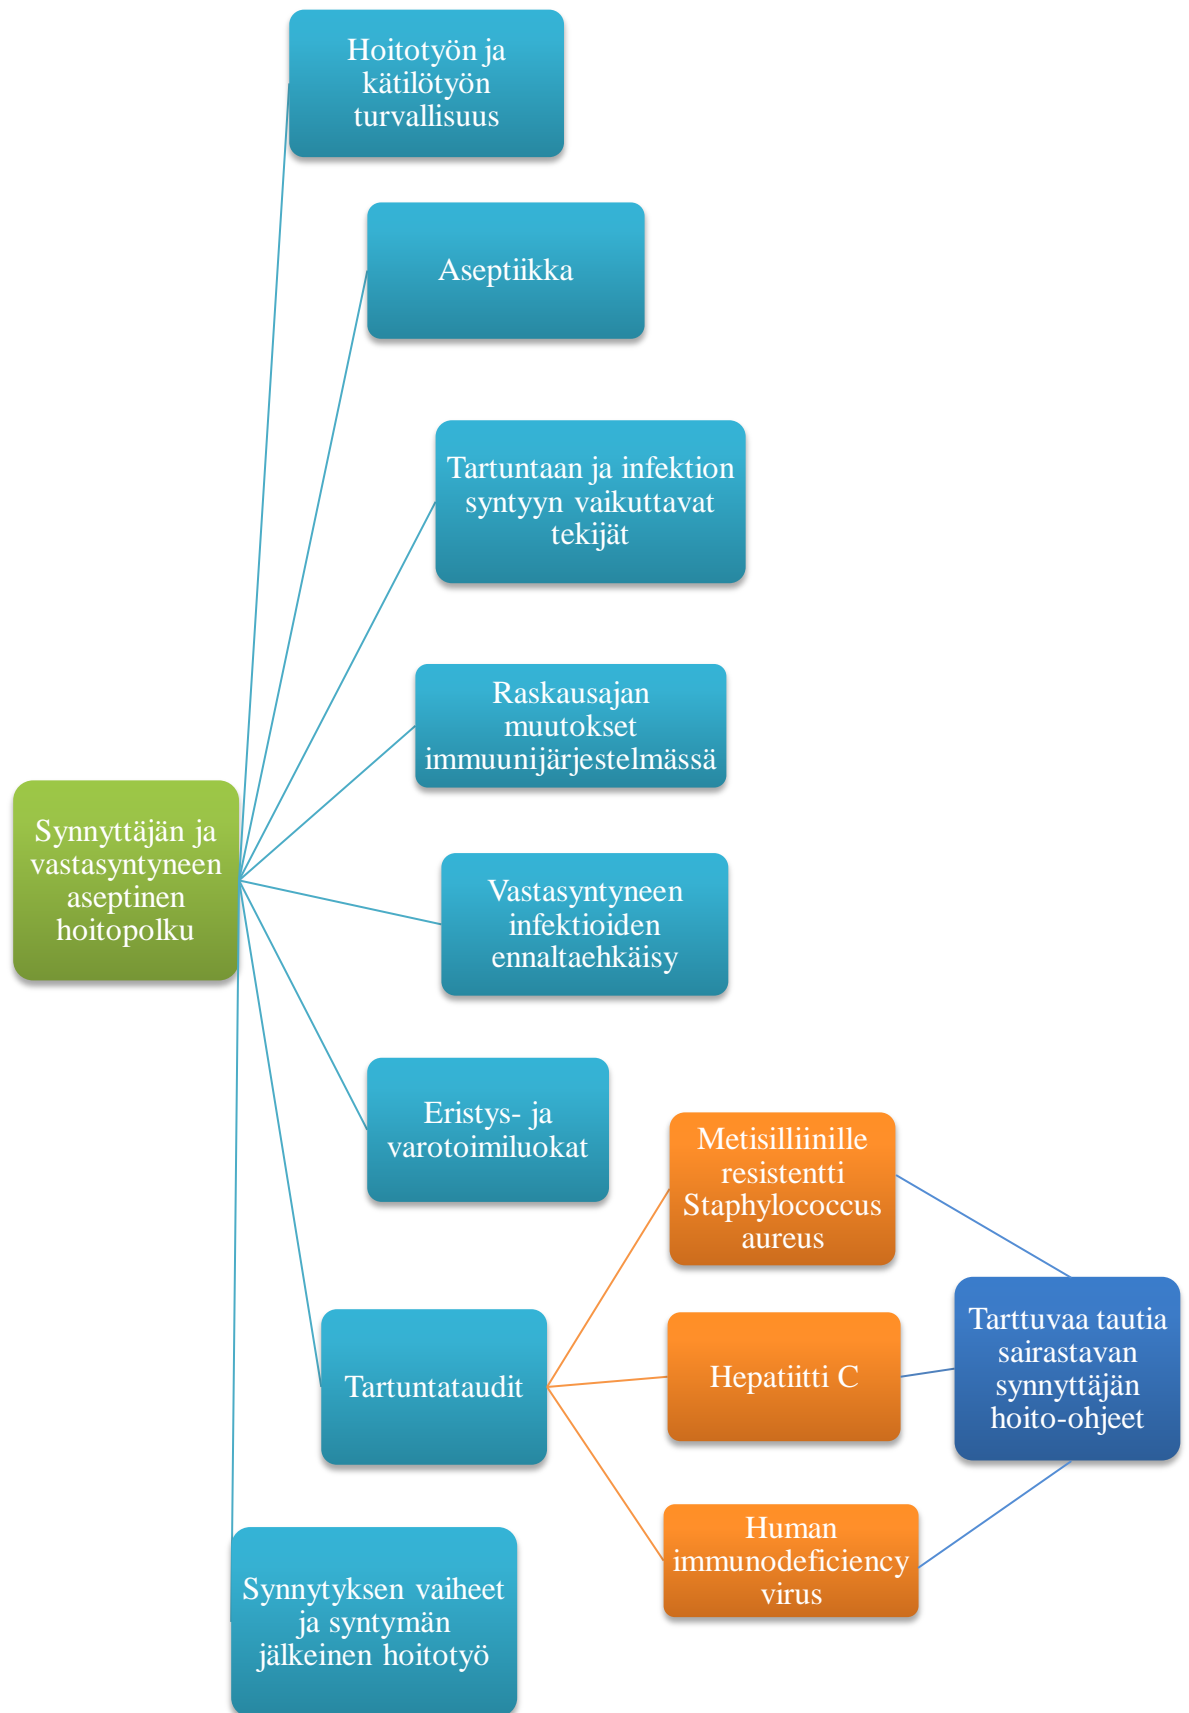 Hoitotyön ja
kätilötyön
turvallisuus
Aseptiikka
Tartuntaan ja infektion
syntyyn vaikuttavat
tekijät
Raskausajan
muutokset
immuunijärjestelmässä
Synnyttäjän ja
vastasyntyneen
aseptinen
hoitopolku
Vastasyntyneen
infektioiden
ennaltaehkäisy
Eristys- ja
varotoimiluokat
Metisilliinille
resistentti
Staphylococcus
aureus
Tartuntataudit
Hepatiitti C
Tarttuvaa tautia
sairastavan
synnyttäjän
hoito-ohjeet
Human
immunodeficiency
virus
Synnytyksen vaiheet
ja syntymän
jälkeinen hoitotyö